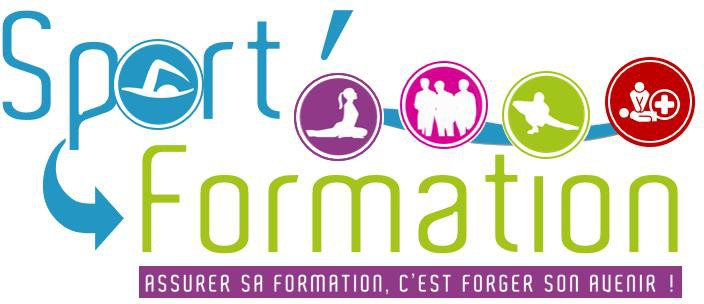 Sport'
Formation
ASSURER SA FORMATION, C'EST FORGER SON AVENIR !